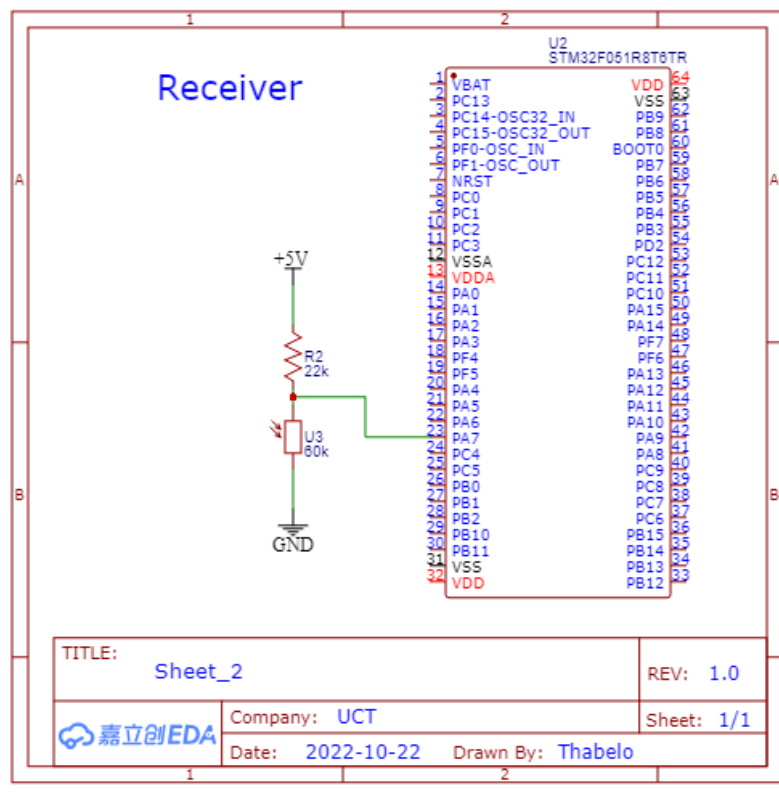 1 2
Receiver
U2
STM32F051R8T6TR
1 VBAT VDD 64
2 PC13 VSS 63
3 PC14-OSC32_IN PB9 62
4 PC15-OSC32_OUT PB8 61
5 PF0-OSC_IN BOOT0 60
6 PF1-OSC_OUT PB7 59
7 NRST PB6 58
A A
8 PC0 PB5 57
9 PC1 PB4 56
10 PC2 PB3 55
11 PC3 PD2 54
12 VSSA PC12 53
13 VDDA PC11 52
14 PA0 PC10 51
15 PA1 PA15 50
16 PA2 PA14 49
17 PA3 PF7 48
18 PF4 PF6 47
19 PF5 PA13 46
20 PA4 PA12 45
21 PA5 PA11 44
22 PA6 PA10 43
23 PA7 PA9 42
24 PC4 PA8 41
25 PC5 PC9 40
26 PB0 PC8 39
27 PB1 PC7 38
28 PB2 PC6 37
29 PB10 PB15 36
30 PB11 PB14 35
31 VSS PB13 34
32 VDD PB12 33
+5V
R2
22k
U3
60k
GND
B B
TITLE:
Sheet_2
REV: 1.0
嘉立创EDA
Company: UCT
Sheet: 1/1
Date: 2022-10-22 Drawn By: Thabelo
1 2